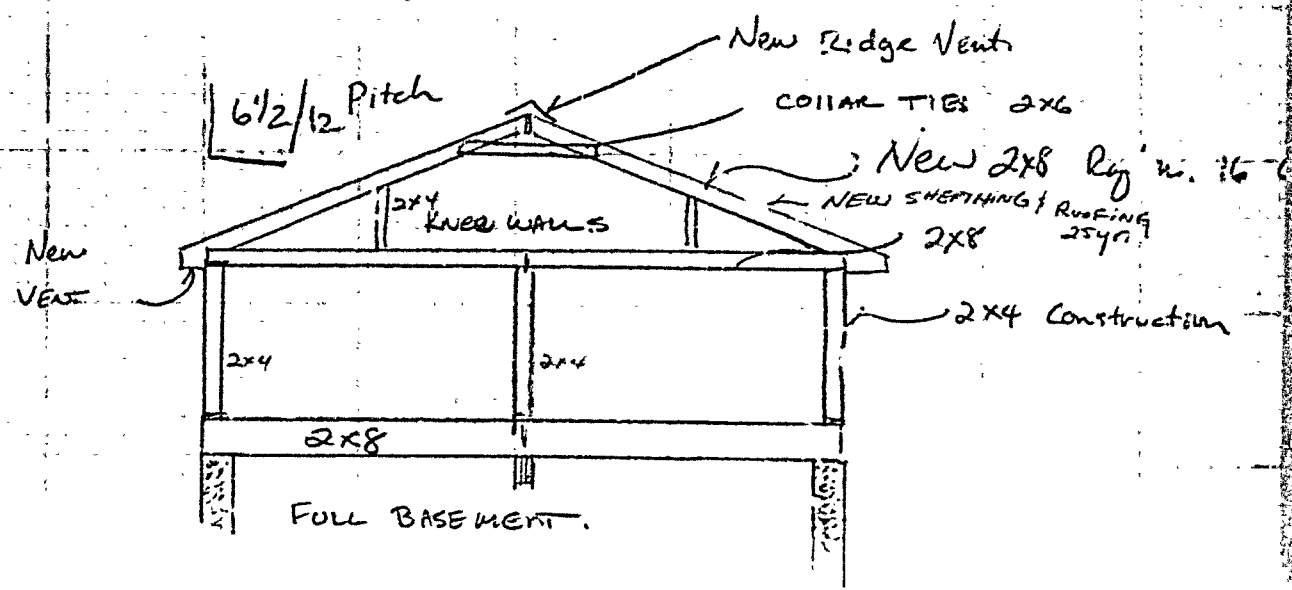 New Ridge Vent
6 1/2/12 Pitch
COLLAR TIES 2x6
New 2x8 16
NEW SHEATHING & ROOFING
25yr
2x4
KNEE WALLS
2x8
New
VENT
2x4 Construction
2x4
2x4
2x8
FULL BASEMENT.